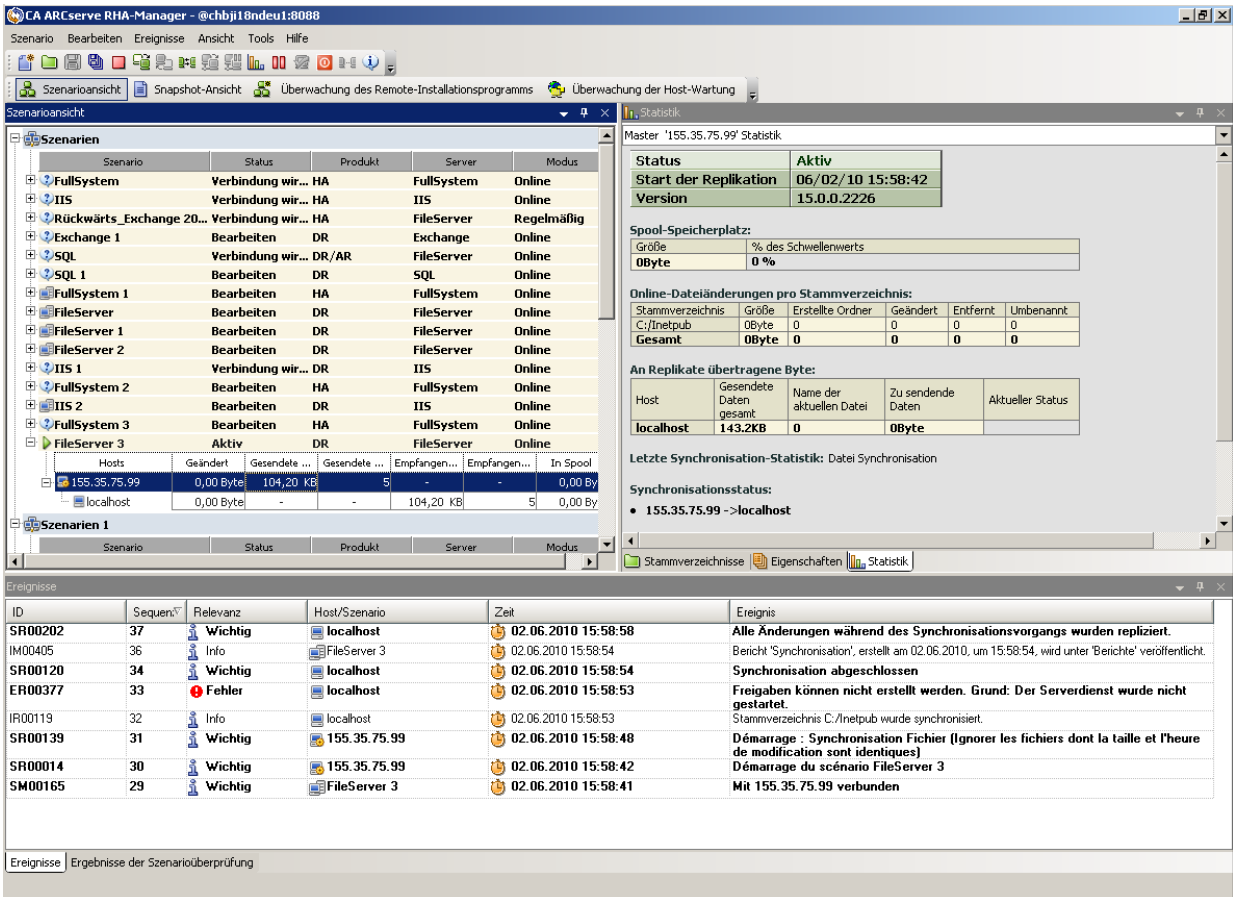 CA ARCserve RHA-Manager - @chbji18ndeu1:8088
Szenario Bearbeiten Ereignisse Ansicht Tools Hilfe
Szenarioansicht Snapshot-Ansicht Überwachung des Remote-Installationsprogramms Überwachung der Host-Wartung
Szenarioansicht
Szenarien
Szenario Status Produkt Server Modus
FullSystem Verbindung wir... HA FullSystem Online
IIS Verbindung wir... HA IIS Online
Rückwärts_Exchange 20... Verbindung wir... HA FileServer Regelmäßig
Exchange 1 Bearbeiten DR Exchange Online
SQL Verbindung wir... DR/AR FileServer Online
SQL 1 Bearbeiten DR SQL Online
FullSystem 1 Bearbeiten HA FullSystem Online
FileServer Bearbeiten DR FileServer Online
FileServer 1 Bearbeiten DR FileServer Online
FileServer 2 Bearbeiten DR FileServer Online
IIS 1 Verbindung wir... DR IIS Online
FullSystem 2 Bearbeiten HA FullSystem Online
IIS 2 Bearbeiten DR IIS Online
FullSystem 3 Bearbeiten HA FullSystem Online
FileServer 3 Aktiv DR FileServer Online
Hosts Geändert Gesendete ... Gesendete ... Empfangen... Empfangen... In Spool
155.35.75.99 0,00 Byte 104,20 KB 5 - - 0,00 By
localhost 0,00 Byte - - 104,20 KB 5 0,00 By
Szenarien 1
Szenario Status Produkt Server Modus
Statistik
Master '155.35.75.99' Statistik
Status Aktiv
Start der Replikation 06/02/10 15:58:42
Version 15.0.0.2226
Spool-Speicherplatz:
Größe % des Schwellenwerts
0Byte 0 %
Online-Dateiänderungen pro Stammverzeichnis:
Stammverzeichnis Größe Erstellte Ordner Geändert Entfernt Umbenannt
C:/Inetpub 0Byte 0 0 0 0
Gesamt 0Byte 0 0 0 0
An Replikate übertragene Byte:
Host Gesendete Daten gesamt Name der aktuellen Datei Zu sendende Daten Aktueller Status
localhost 143.2KB 0 0Byte
Letzte Synchronisation-Statistik: Datei Synchronisation
Synchronisationsstatus:
• 155.35.75.99 ->localhost
Stammverzeichnisse Eigenschaften Statistik
Ereignisse
ID Sequen: Relevanz Host/Szenario Zeit Ereignis
SR00202 37 Wichtig localhost 02.06.2010 15:58:58 Alle Änderungen während des Synchronisationsvorgangs wurden repliziert.
IM00405 36 Info FileServer 3 02.06.2010 15:58:54 Bericht 'Synchronisation', erstellt am 02.06.2010, um 15:58:54, wird unter 'Berichte' veröffentlicht.
SR00120 34 Wichtig localhost 02.06.2010 15:58:54 Synchronisation abgeschlossen
ER00377 33 Fehler localhost 02.06.2010 15:58:53 Freigaben können nicht erstellt werden. Grund: Der Serverdienst wurde nicht
gestartet.
IR00119 32 Info localhost 02.06.2010 15:58:53 Stammverzeichnis C:/Inetpub wurde synchronisiert.
SR00139 31 Wichtig 155.35.75.99 02.06.2010 15:58:48 Démarrage : Synchronisation Fichier (Ignorer les fichiers dont la taille et l'heure
de modification sont identiques)
SR00014 30 Wichtig 155.35.75.99 02.06.2010 15:58:42 Démarrage du scénario FileServer 3
SM00165 29 Wichtig FileServer 3 02.06.2010 15:58:41 Mit 155.35.75.99 verbunden
Ereignisse Ergebnisse der Szenarioüberprüfung